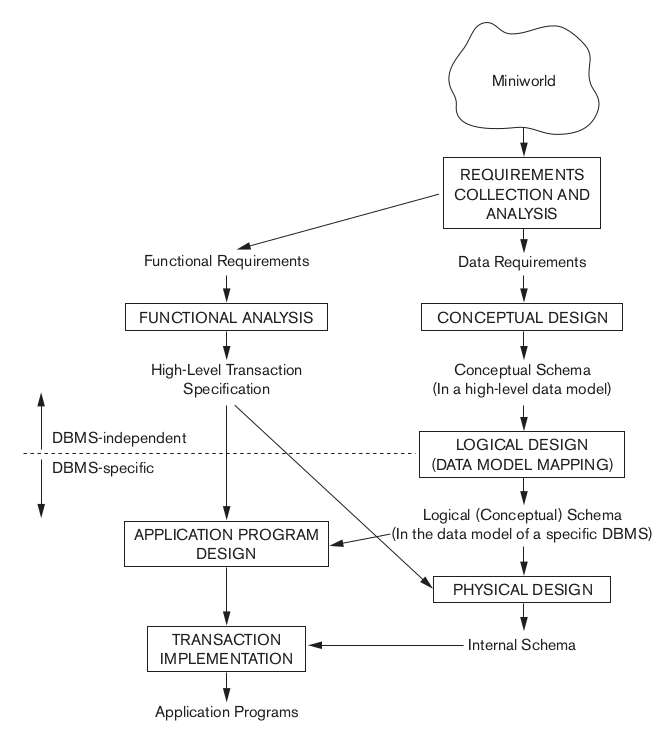 Miniworld
REQUIREMENTS
COLLECTION AND
ANALYSIS
Functional Requirements
Data Requirements
FUNCTIONAL ANALYSIS
CONCEPTUAL DESIGN
High-Level Transaction
Specification
Conceptual Schema
(In a high-level data model)
DBMS-independent
DBMS-specific
LOGICAL DESIGN
(DATA MODEL MAPPING)
Logical (Conceptual) Schema
(In the data model of a specific DBMS)
APPLICATION PROGRAM
DESIGN
PHYSICAL DESIGN
TRANSACTION
IMPLEMENTATION
Internal Schema
Application Programs